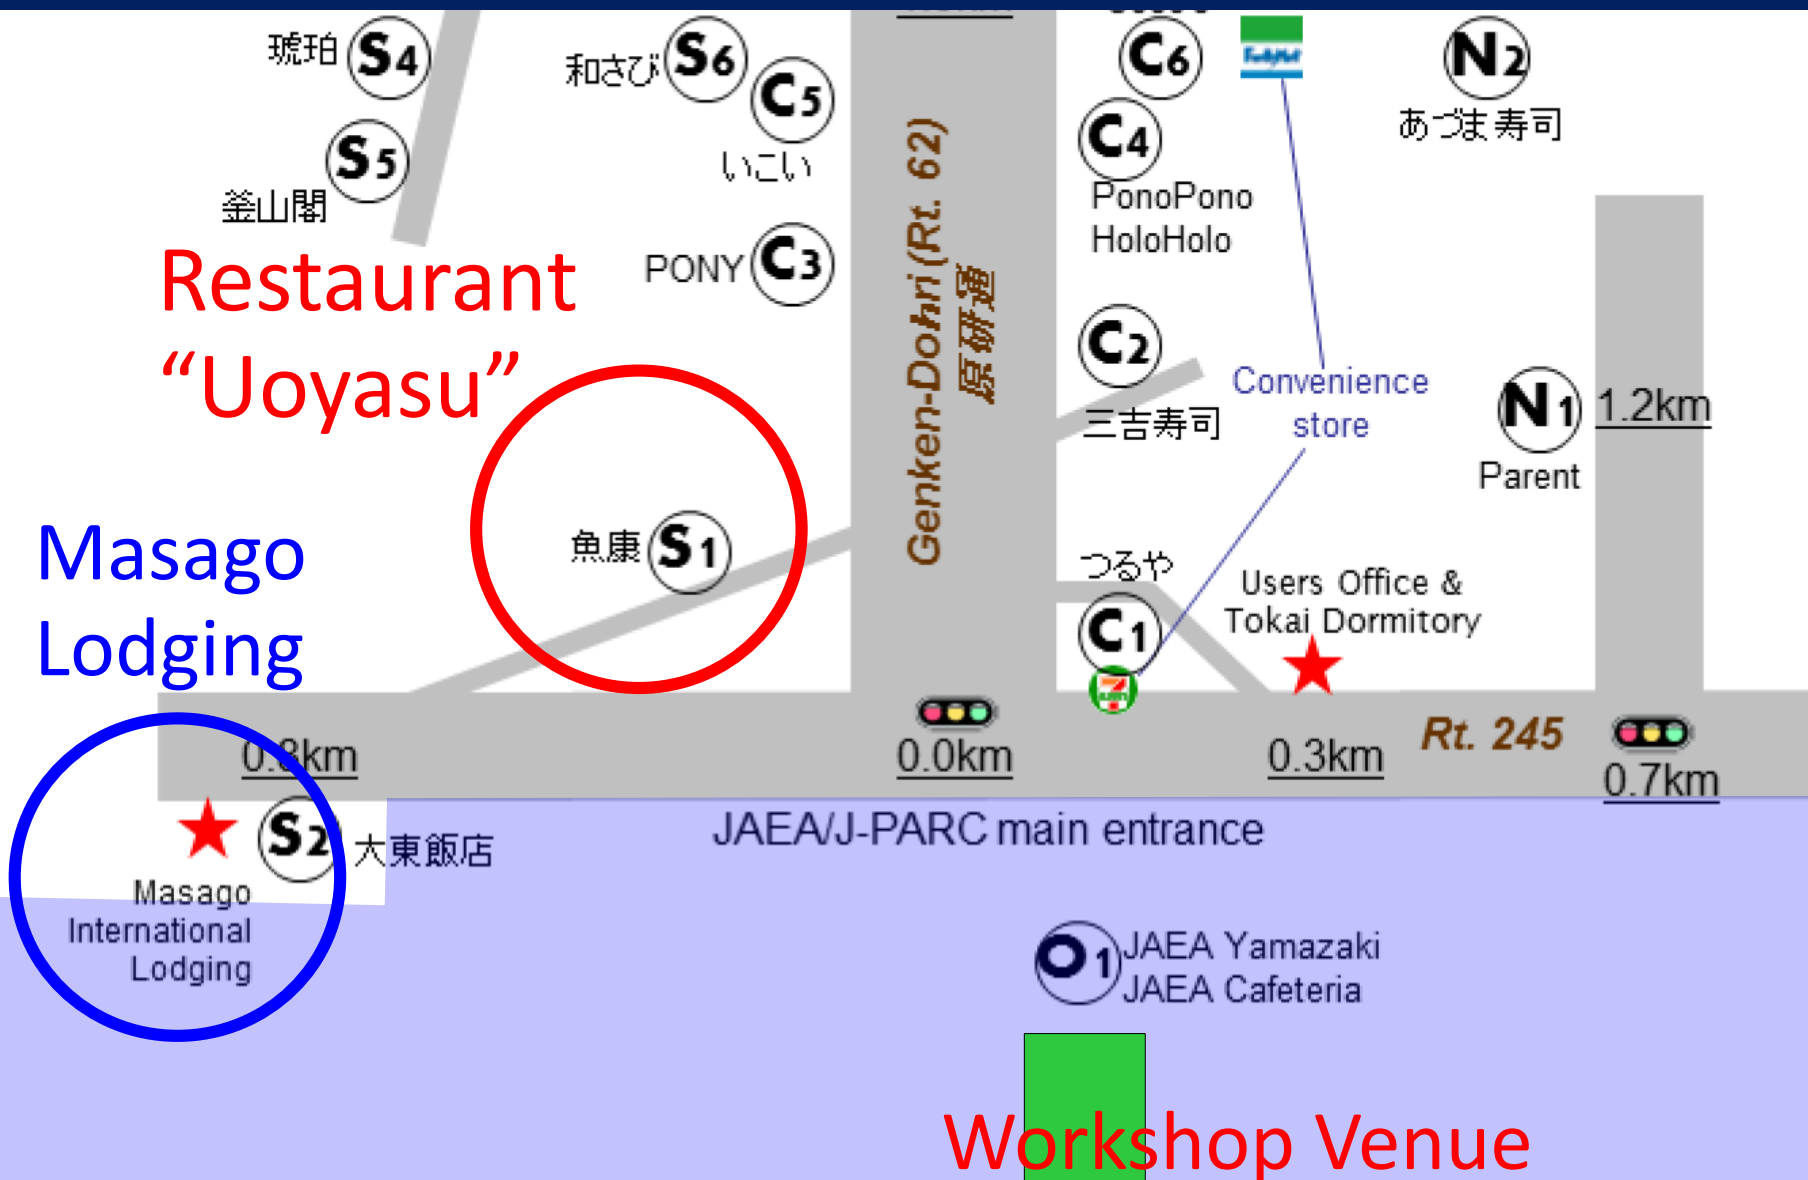 琥珀 S4
和さび S6
C5
いこい
C6
FamilyMart
N2
あづま寿司
S5
釜山閣
C4
PonoPono
HoloHolo
Genken-Dohri (Rt. 62)
原研通
Restaurant
“Uoyasu”
PONY C3
C2
三吉寿司
Convenience
store
N1 1.2km
Parent
魚康 S1
Masago
Lodging
つるや
C1
Users Office &
Tokai Dormitory
0.8km
0.0km
0.3km
Rt. 245
0.7km
S2 大東飯店
JAEA/J-PARC main entrance
Masago
International
Lodging
O1 JAEA Yamazaki
JAEA Cafeteria
Workshop Venue